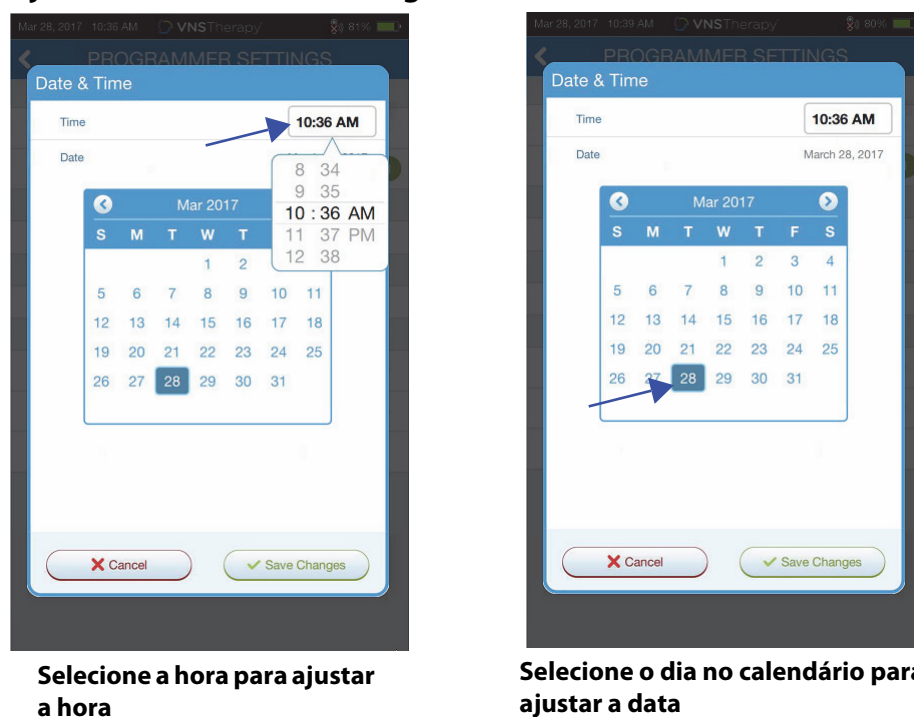 Mar 28, 2017 10:36 AM VNSTherapy 81%
PROGRAMMER SETTINGS
Date & Time
Time 10:36 AM
Date
8 34
9 35
10 : 36 AM
11 37 PM
12 38
Mar 2017
S M T W T
1 2
5 6 7 8 9 10 11
12 13 14 15 16 17 18
19 20 21 22 23 24 25
26 27 28 29 30 31
Cancel Save Changes
Selecione a hora para ajustar
a hora
Mar 28, 2017 10:39 AM VNSTherapy 80%
PROGRAMMER SETTINGS
Date & Time
Time 10:36 AM
Date March 28, 2017
Mar 2017
S M T W T F S
1 2 3 4
5 6 7 8 9 10 11
12 13 14 15 16 17 18
19 20 21 22 23 24 25
26 27 28 29 30 31
Cancel Save Changes
Selecione o dia no calendário para
ajustar a data